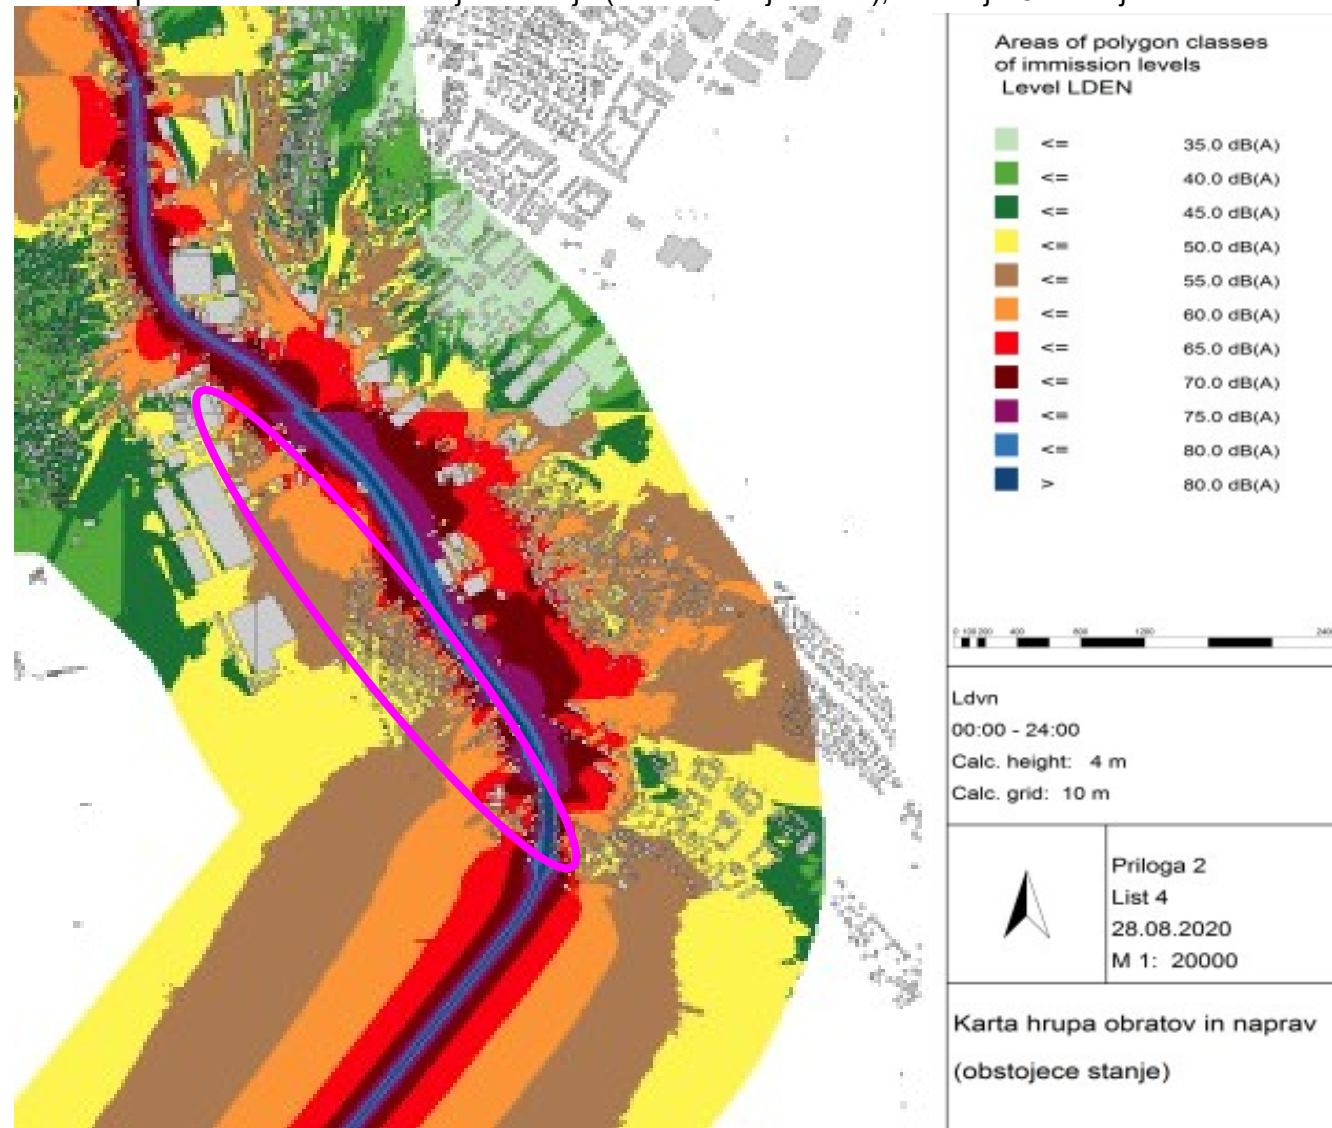 Areas of polygon classes
of immission levels
Level LDEN
<= 35.0 dB(A)
<= 40.0 dB(A)
<= 45.0 dB(A)
<= 50.0 dB(A)
<= 55.0 dB(A)
<= 60.0 dB(A)
<= 65.0 dB(A)
<= 70.0 dB(A)
<= 75.0 dB(A)
<= 80.0 dB(A)
> 80.0 dB(A)
0 100 200 400 800 1200
Ldvn
00:00 - 24:00
Calc. height: 4 m
Calc. grid: 10 m
Priloga 2
List 4
28.08.2020
M 1: 20000
Karta hrupa obratov in naprav
(obstojece stanje)